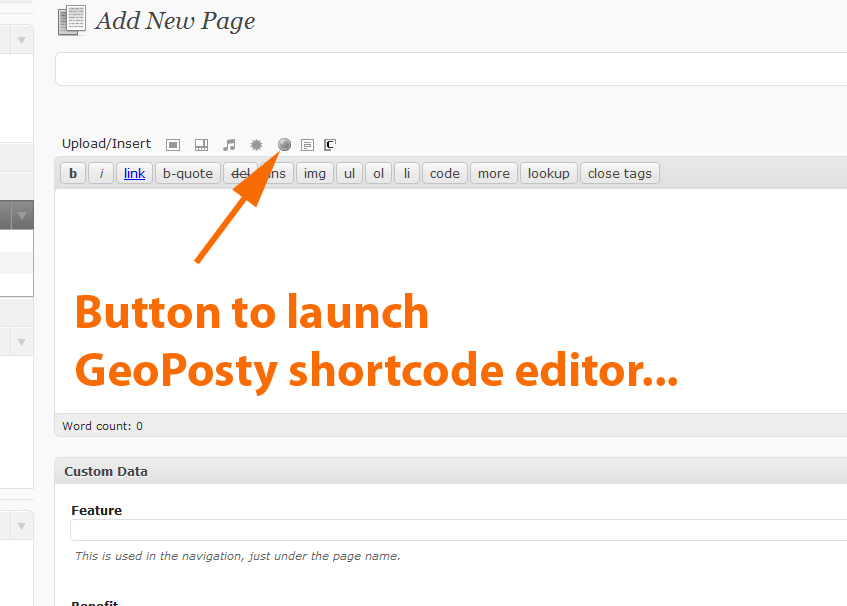 Add New Page
Upload/Insert
b i link b-quote del ins img ul ol li code more lookup close tags
Button to launch
GeoPosty shortcode editor...
Word count: 0
Custom Data
Feature
This is used in the navigation, just under the page name.
Benefit